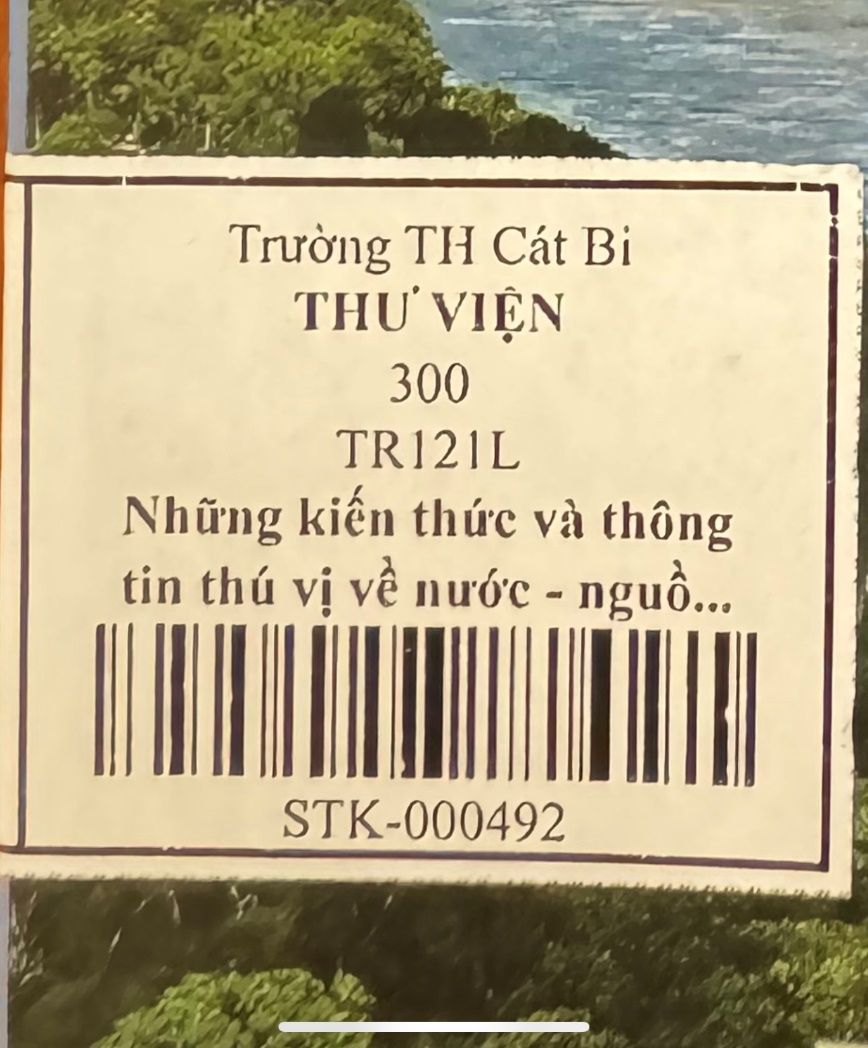 Trường TH Cát Bi
THƯ VIỆN
300
TR121L
Những kiến thức và thông
tin thú vị về nước - nguồ...
STK-000492